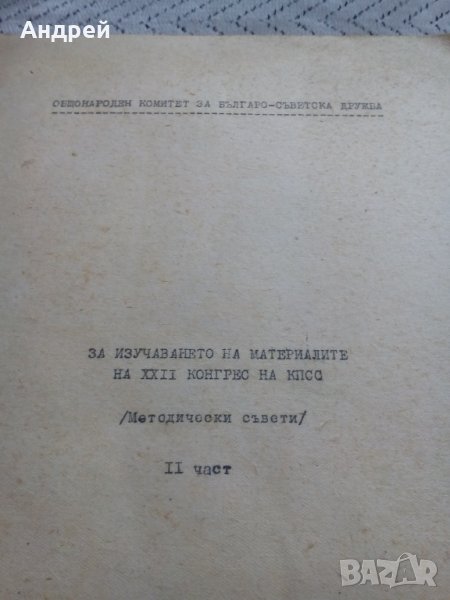 Андрей
ОБЩОНАРОДЕН КОМИТЕТ ЗА БЪЛГАРО-СЪВЕТСКА ДРУЖБА
ЗА ИЗУЧАВАНЕТО НА МАТЕРИАЛИТЕ
НА XXII КОНГРЕС НА КПСС
/Методически съвети/
II част
BAZAR